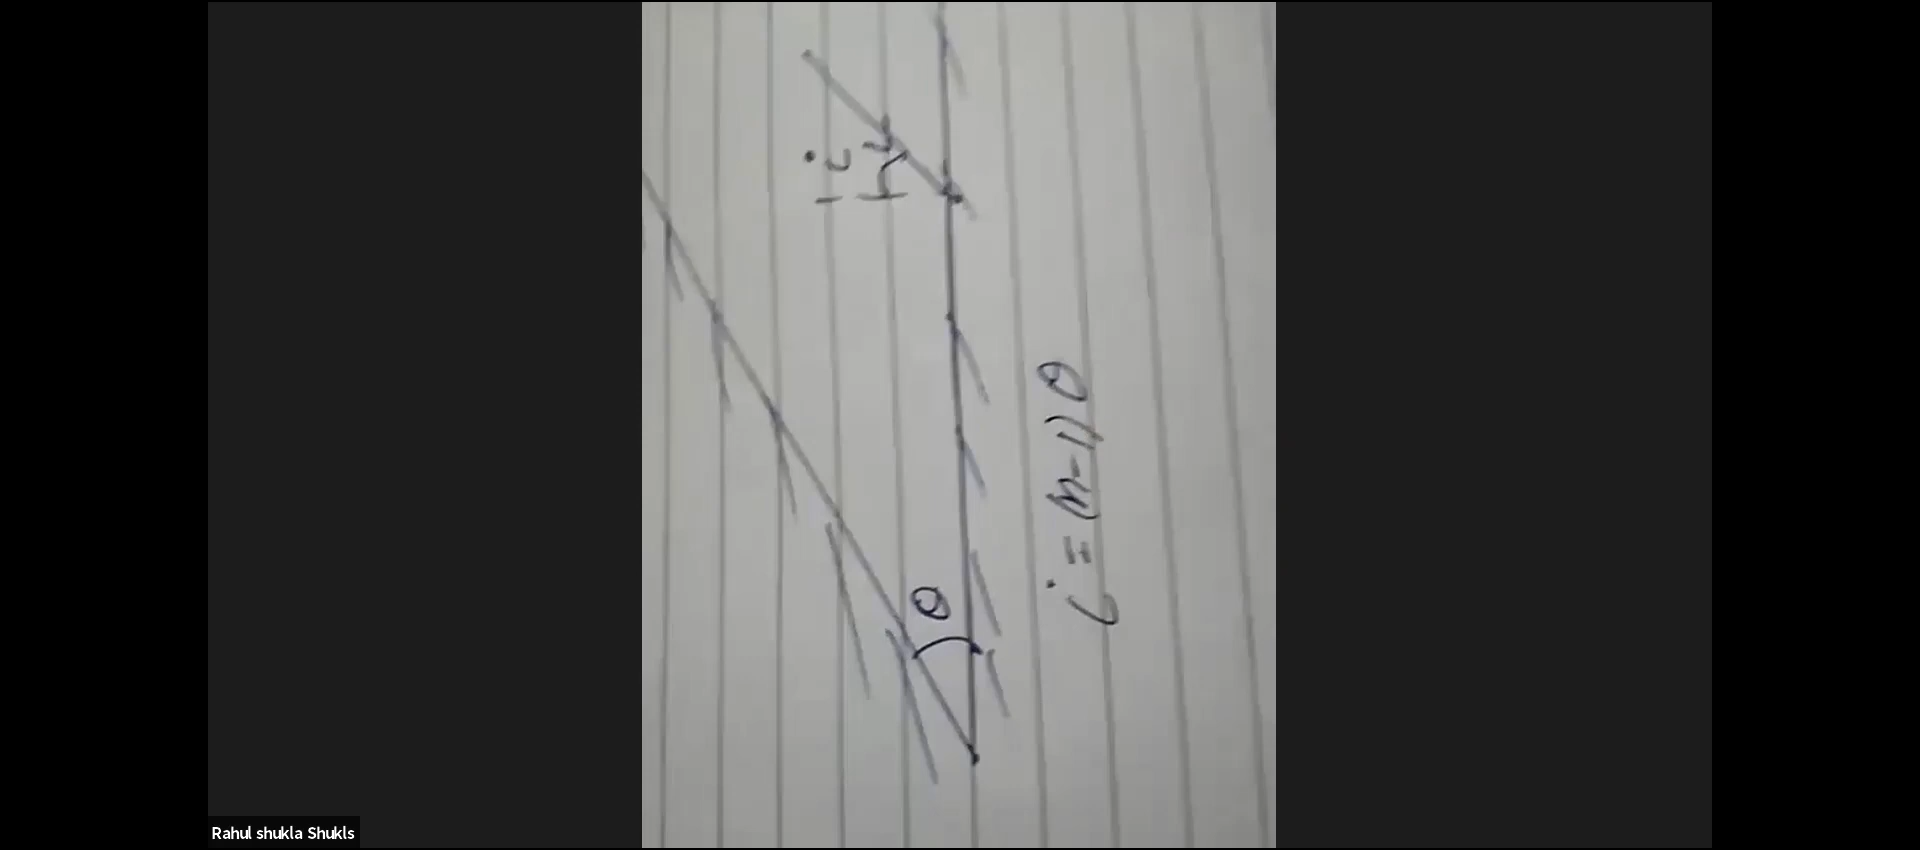 i
θ
i = (n-1) θ
Rahul shukla Shukls